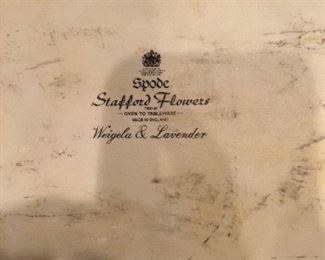 Spode
Stafford Flowers
OVEN TO TABLEWARE
MADE IN ENGLAND
Weigela & Lavender